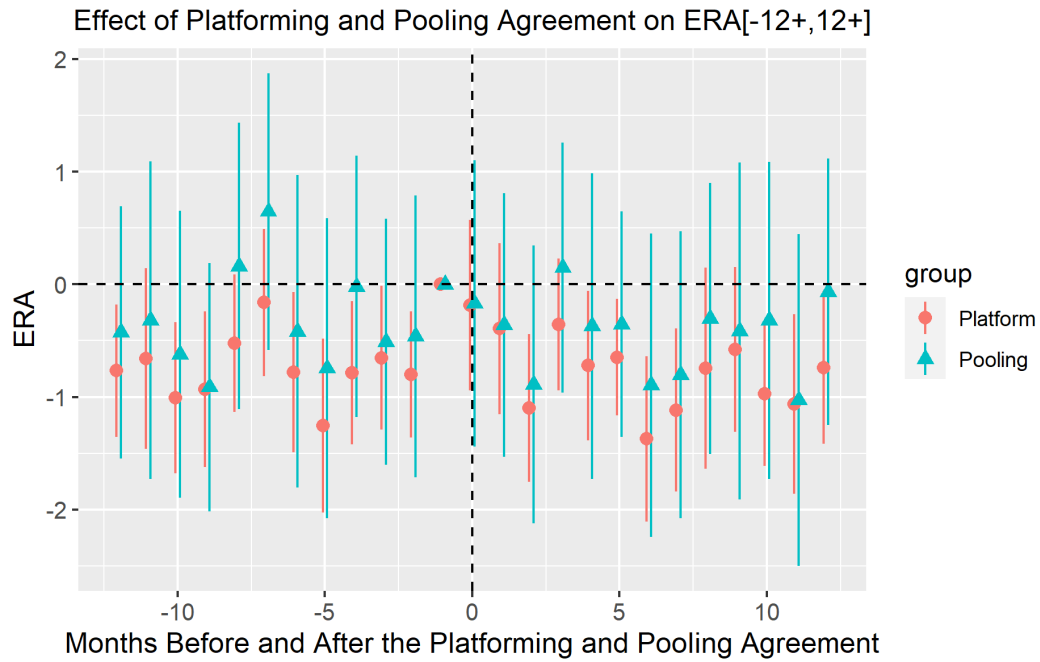 Effect of Platforming and Pooling Agreement on ERA[-12+,12+]
2
1
0
-1
-2
ERA
-10
-5
0
5
10
Months Before and After the Platforming and Pooling Agreement
group
Platform
Pooling